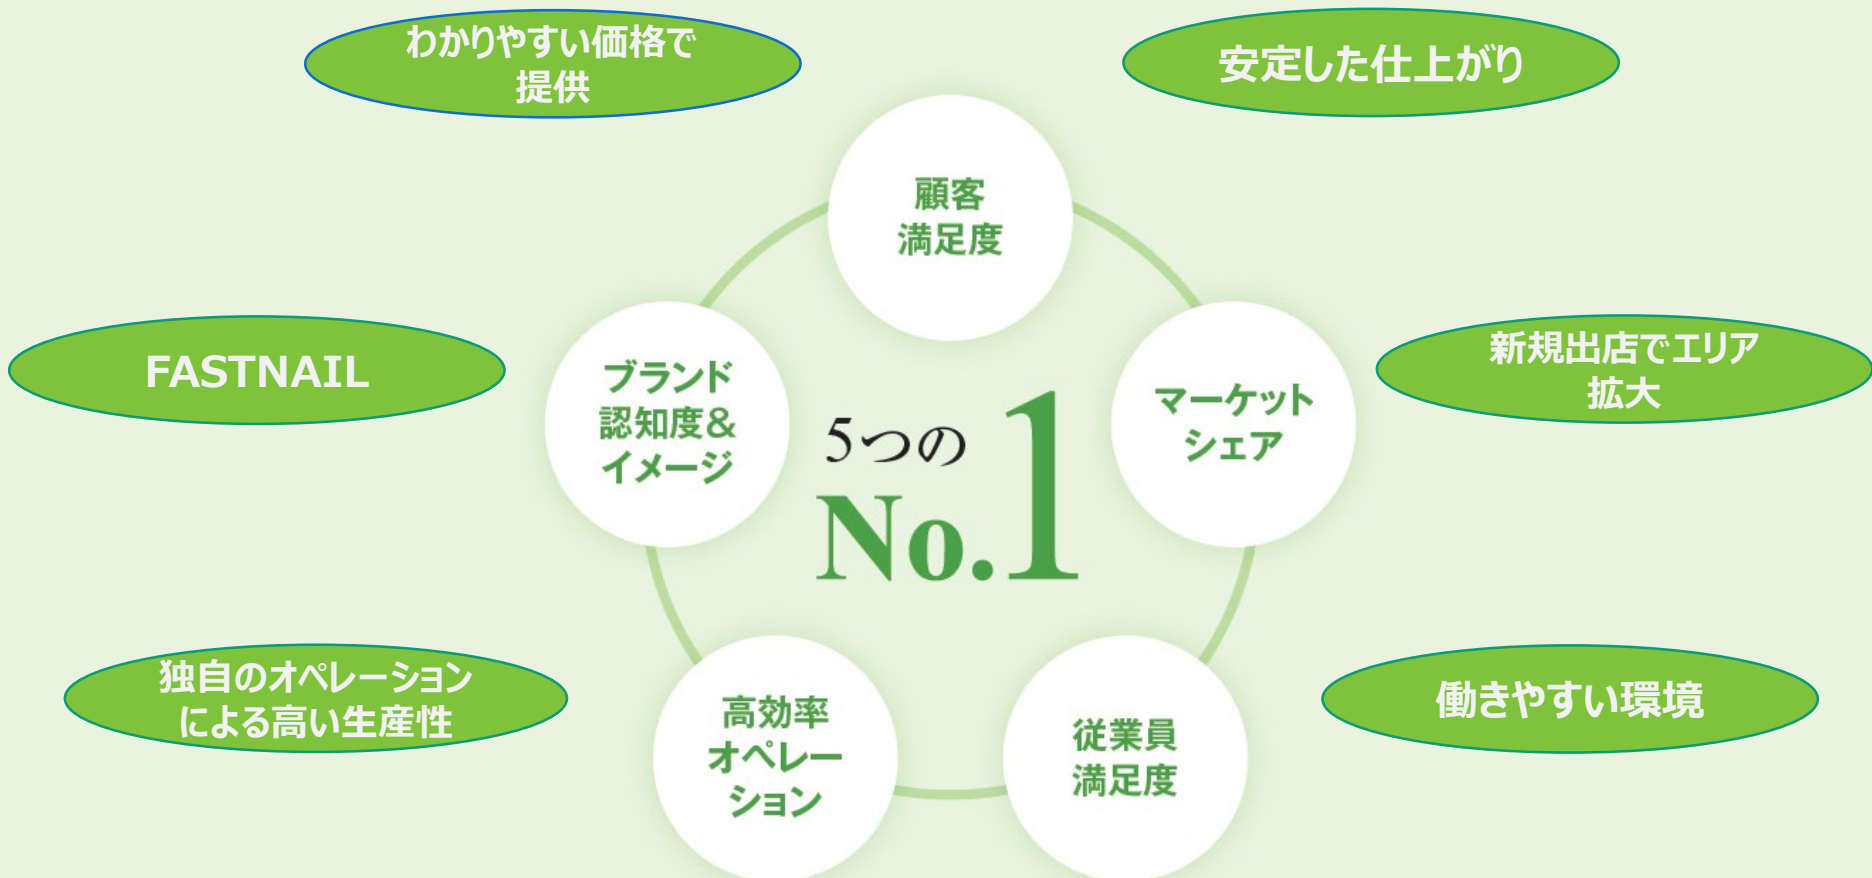 わかりやすい価格で
提供
安定した仕上がり
顧客
満足度
FASTNAIL
ブランド
認知度&
イメージ
5つの
No.1
マーケット
シェア
新規出店でエリア
拡大
独自のオペレーション
による高い生産性
高効率
オペレー
ション
従業員
満足度
働きやすい環境